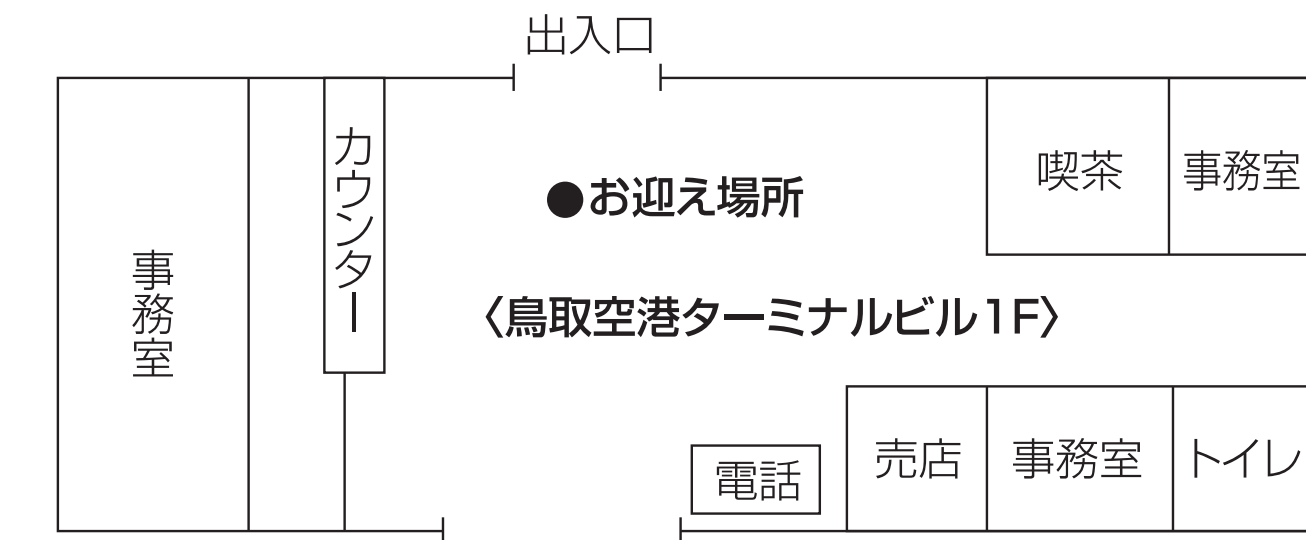 出入口
事務室
カウンター
●お迎え場所
喫茶
事務室
〈鳥取空港ターミナルビル1F〉
電話
売店
事務室
トイレ